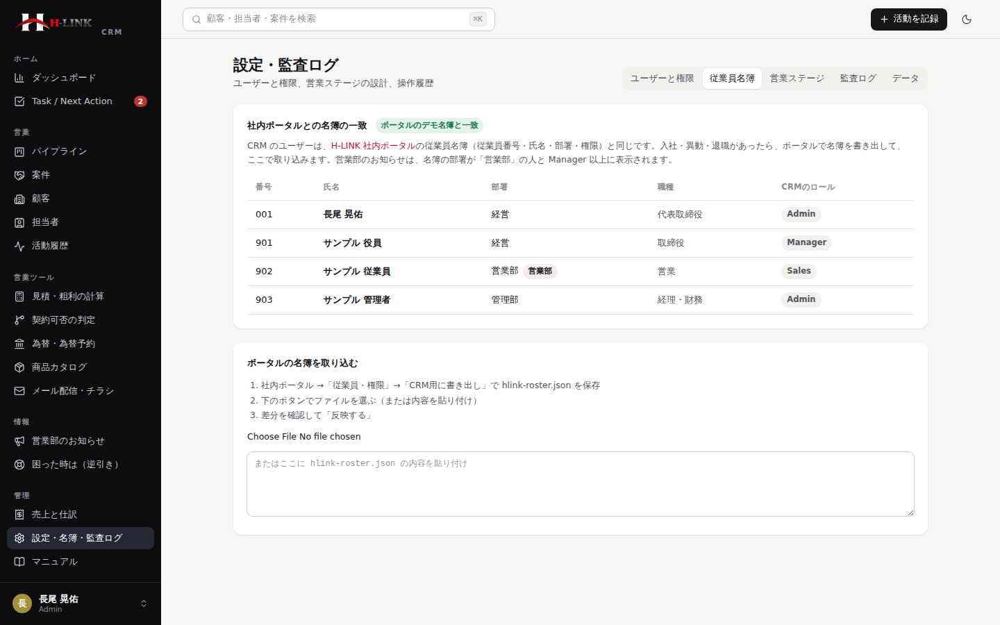 H-LINK CRM
ホーム
ダッシュボード
Task / Next Action 2
営業
パイプライン
案件
顧客
担当者
活動履歴
営業ツール
見積・粗利の計算
契約可否の判定
為替・為替予約
商品カタログ
メール配信・チラシ
情報
営業部のお知らせ
困った時は（逆引き）
管理
売上と仕訳
設定・名簿・監査ログ
マニュアル
長 長尾 晃佑
Admin
顧客・担当者・案件を検索 ⌘K
活動を記録
設定・監査ログ
ユーザーと権限、営業ステージの設計、操作履歴
ユーザーと権限 従業員名簿 営業ステージ 監査ログ データ
社内ポータルとの名簿の一致 ポータルのデモ名簿と一致
CRM のユーザーは、H-LINK 社内ポータルの従業員名簿（従業員番号・氏名・部署・権限）と同じです。入社・異動・退職があったら、ポータルで名簿を書き出して、
ここで取り込みます。営業部のお知らせは、名簿の部署が「営業部」の人と Manager 以上に表示されます。
番号 氏名 部署 職種 CRMのロール
001 長尾 晃佑 経営 代表取締役 Admin
901 サンプル 役員 経営 取締役 Manager
902 サンプル 従業員 営業部 営業部 営業 Sales
903 サンプル 管理者 管理部 経理・財務 Admin
ポータルの名簿を取り込む
1. 社内ポータル →「従業員・権限」→「CRM用に書き出し」で hlink-roster.json を保存
2. 下のボタンでファイルを選ぶ（または内容を貼り付け）
3. 差分を確認して「反映する」
Choose File No file chosen
またはここに hlink-roster.json の内容を貼り付け